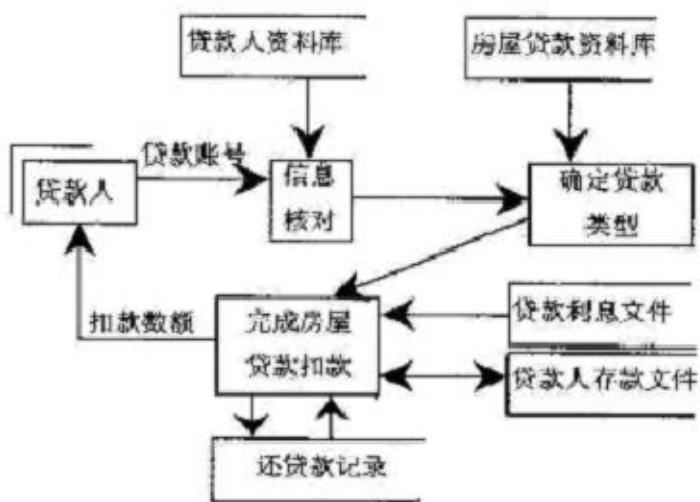 贷款人资料库
房屋贷款资料库
贷款账号
贷款人
信息
核对
确定贷款
类型
扣款数额
完成房屋
贷款扣款
贷款利息文件
贷款人存款文件
还贷款记录